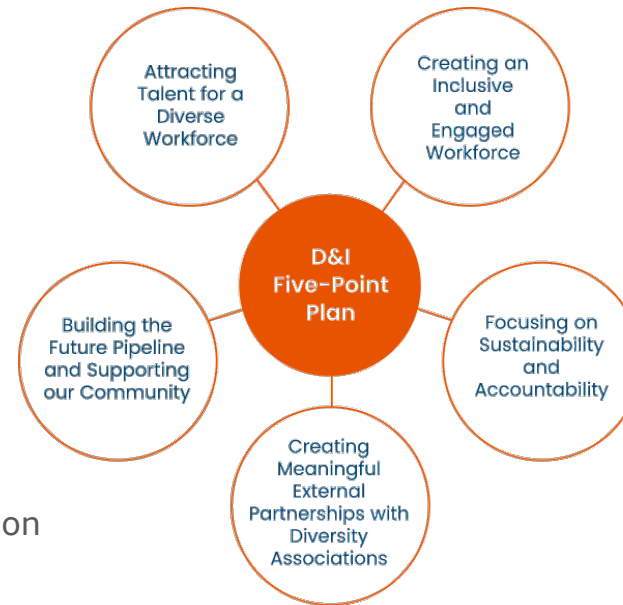 Attracting
Talent for a
Diverse
Workforce
Creating an
Inclusive
and
Engaged
Workforce
D&I
Five-Point
Plan
Building the
Future Pipeline
and Supporting
our Community
Focusing on
Sustainability
and
Accountability
Creating
Meaningful
External
Partnerships with
Diversity
Associations
on